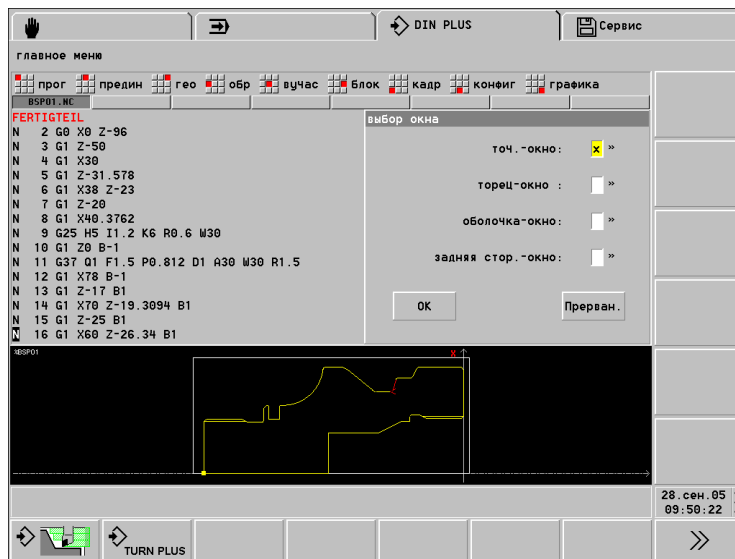 DIN PLUS
Сервис
главное меню
прог предин гео обр вучас блок кадр конфиг графика
BSP01.NC
FERTIGTEIL
N 2 G0 X0 Z-96
N 3 G1 Z-50
N 4 G1 X30
N 5 G1 Z-31.578
N 6 G1 X38 Z-23
N 7 G1 Z-20
N 8 G1 X40.3762
N 9 G25 H5 I1.2 K6 R0.6 W30
N 10 G1 Z0 B-1
N 11 G37 Q1 F1.5 P0.812 D1 A30 W30 R1.5
N 12 G1 X78 B-1
N 13 G1 Z-17 B1
N 14 G1 X70 Z-19.3094 B1
N 15 G1 Z-25 B1
N 16 G1 X60 Z-26.34 B1
выбор окна
точ.-окно: x »
торец-окно : »
оболочка-окно: »
задняя стор.-окно: »
OK
Прерван.
%BSP01
X
28.сен.05
09:50:22
TURN PLUS